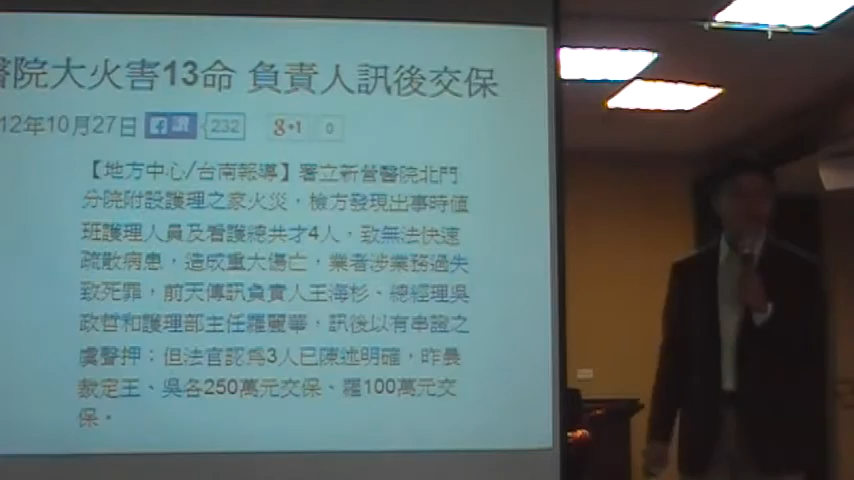 醫院大火害13命 負責人訊後交保
12年10月27日 讚 232 g+1 0
【地方中心/台南報導】署立新營醫院北門
分院附設護理之家火災，檢方發現出事時值
班護理人員及看護總共才4人，致無法快速
疏散病患，造成重大傷亡，業者涉業務過失
致死罪，前天傳訊負責人王海杉、總經理吳
政哲和護理部主任羅麗華，訊後以有串證之
虞聲押；但法官認為3人已陳述明確，昨晨
裁定王、吳各250萬元交保、羅100萬元交
保。